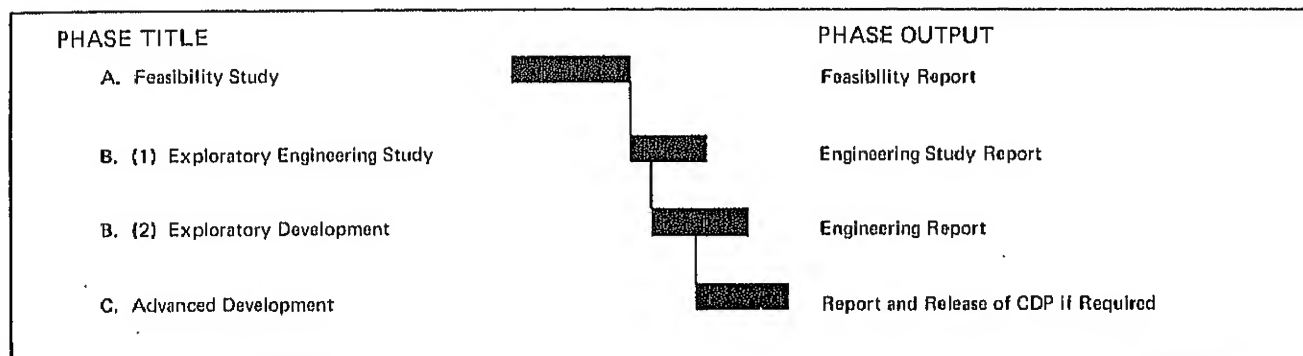 PHASE TITLE PHASE OUTPUT
A. Feasibility Study Feasibility Report
B. (1) Exploratory Engineering Study Engineering Study Report
B. (2) Exploratory Development Engineering Report
C. Advanced Development Report and Release of CDP if Required